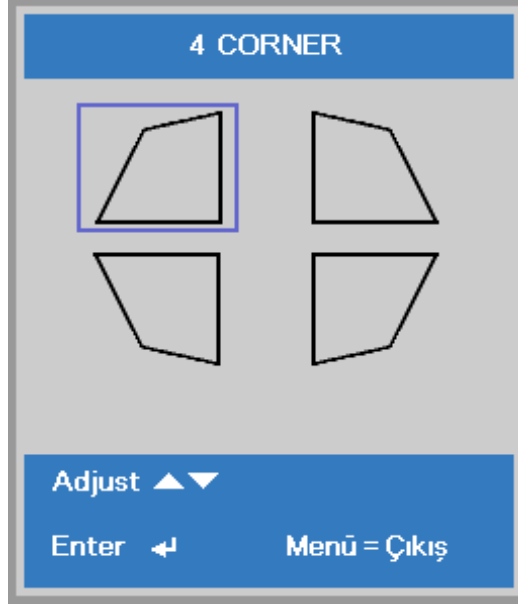 4 CORNER
Adjust ▲▼
Enter ↵
Menü = Çıkış